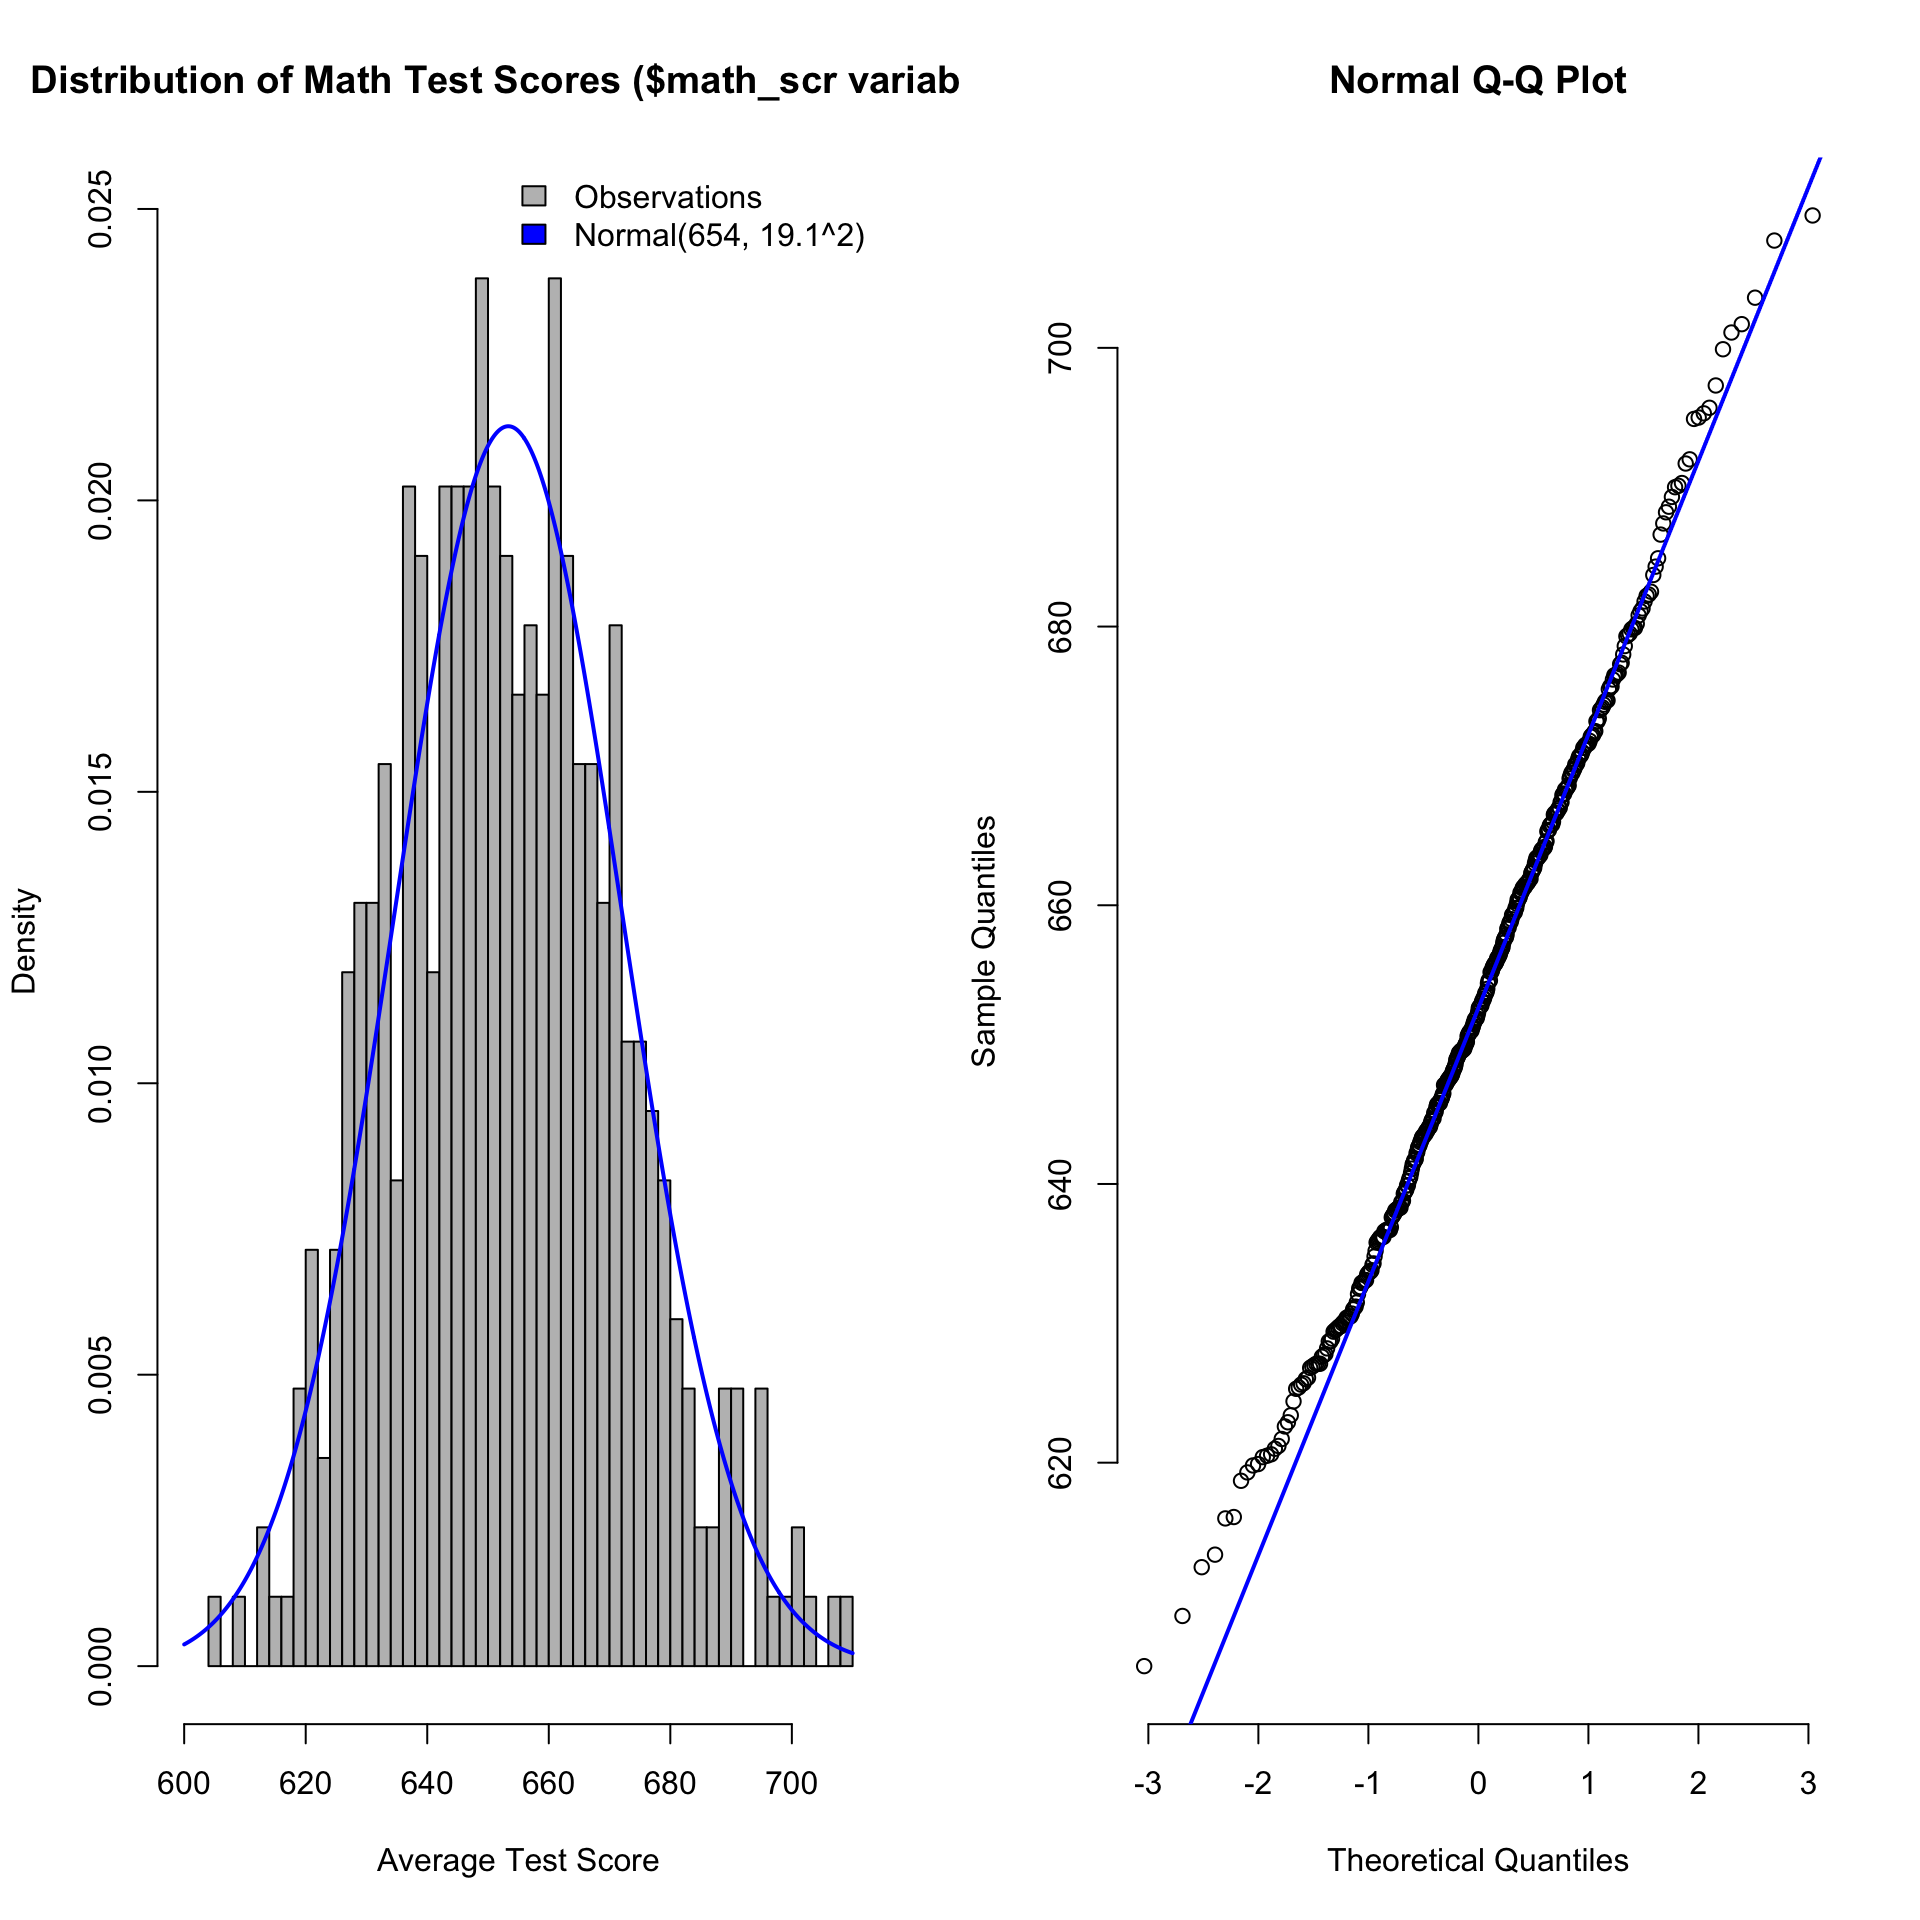 Distribution of Math Test Scores ($math_scr variab
Observations
Normal(654, 19.1^2)
Density
0.025
0.020
0.015
0.010
0.005
0.000
600 620 640 660 680 700
Average Test Score
Normal Q-Q Plot
Sample Quantiles
700
680
660
640
620
-3 -2 -1 0 1 2 3
Theoretical Quantiles